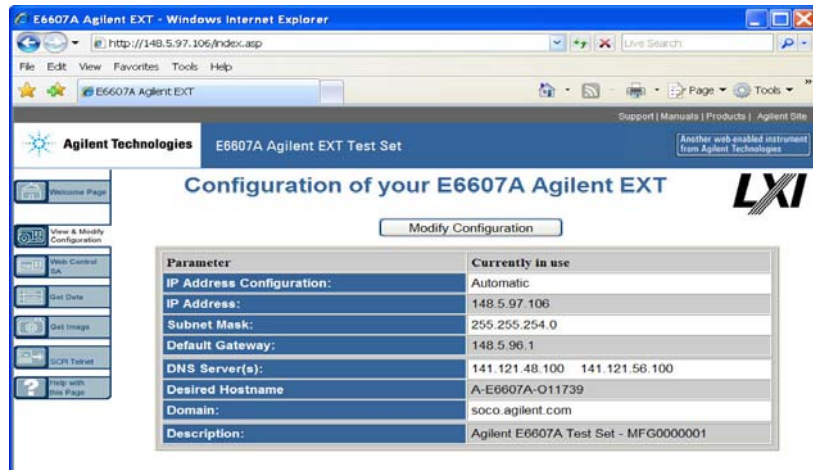 E6607A Agilent EXT - Windows Internet Explorer
http://148.5.97.106/index.asp
Live Search
File Edit View Favorites Tools Help
E6607A Agilent EXT
Page Tools
Support | Manuals | Products | Agilent Site
Agilent Technologies
E6607A Agilent EXT Test Set
Another web-enabled instrument
from Agilent Technologies
Welcome Page
View & Modify
Configuration
Web Control
SA
Get Data
Get Image
SCPI Telnet
Help with
this Page
Configuration of your E6607A Agilent EXT
LXI
Modify Configuration
Parameter Currently in use
IP Address Configuration: Automatic
IP Address: 148.5.97.106
Subnet Mask: 255.255.254.0
Default Gateway: 148.5.96.1
DNS Server(s): 141.121.48.100 141.121.56.100
Desired Hostname A-E6607A-O11739
Domain: soco.agilent.com
Description: Agilent E6607A Test Set - MFG0000001